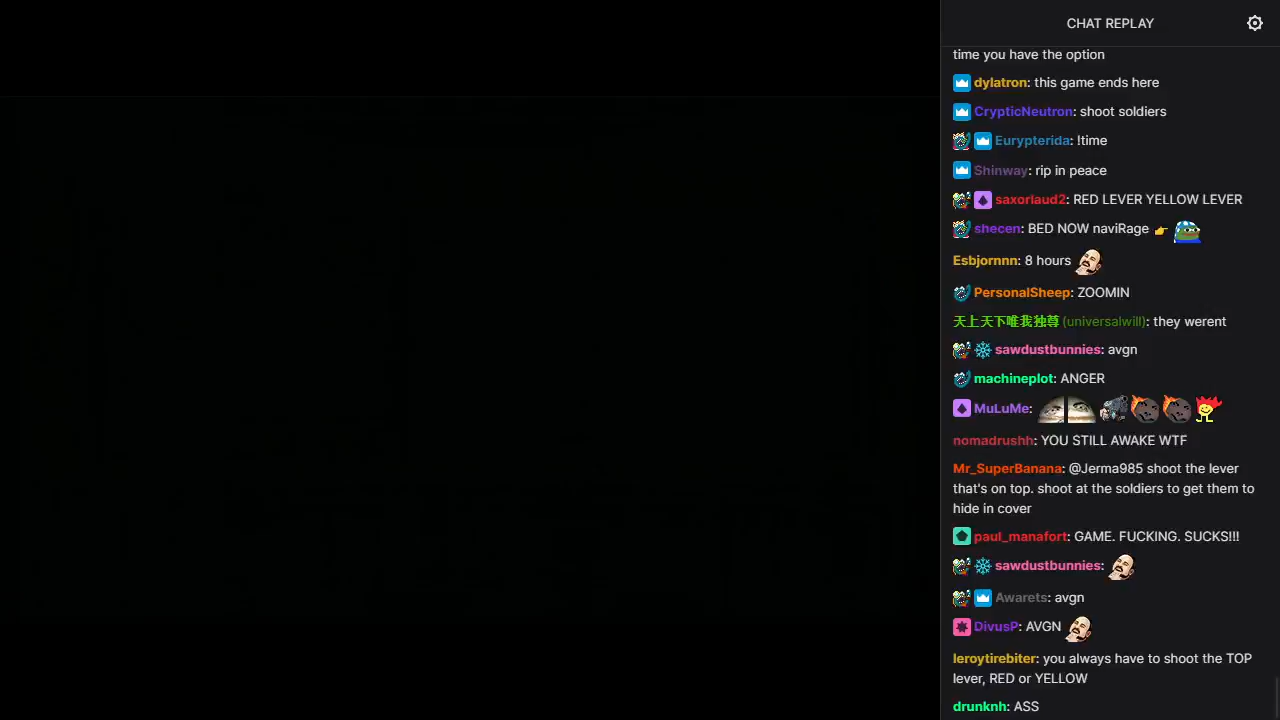 CHAT REPLAY
time you have the option
dylatron: this game ends here
CrypticNeutron: shoot soldiers
Eurypterida: !time
Shinway: rip in peace
saxorlaud2: RED LEVER YELLOW LEVER
shecen: BED NOW naviRage
Esbjornnn: 8 hours
PersonalSheep: ZOOMIN
天上天下唯我独尊 (universalwill): they werent
sawdustbunnies: avgn
machineplot: ANGER
MuLuMe:
nomadrushh: YOU STILL AWAKE WTF
Mr_SuperBanana: @Jerma985 shoot the lever
that's on top. shoot at the soldiers to get them to
hide in cover
paul_manafort: GAME. FUCKING. SUCKS!!!
sawdustbunnies:
Awarets: avgn
DivusP: AVGN
leroytirebiter: you always have to shoot the TOP
lever, RED or YELLOW
drunknh: ASS